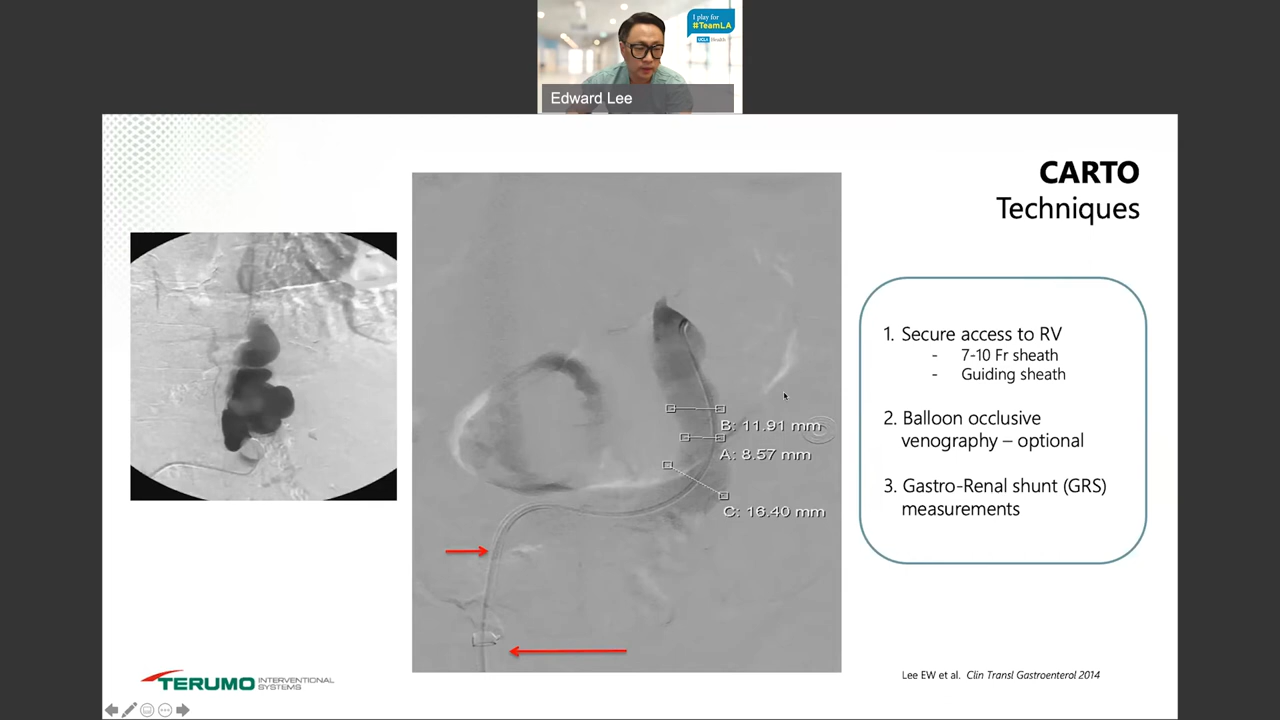 I play for
#TeamLA
UCLA Health
Edward Lee
CARTO
Techniques
B: 11.91 mm
A: 8.57 mm
C: 16.40 mm
1. Secure access to RV
- 7-10 Fr sheath
- Guiding sheath
2. Balloon occlusive
venography – optional
3. Gastro-Renal shunt (GRS)
measurements
TERUMO INTERVENTIONAL
SYSTEMS
Lee EW et al. Clin Transl Gastroenterol 2014